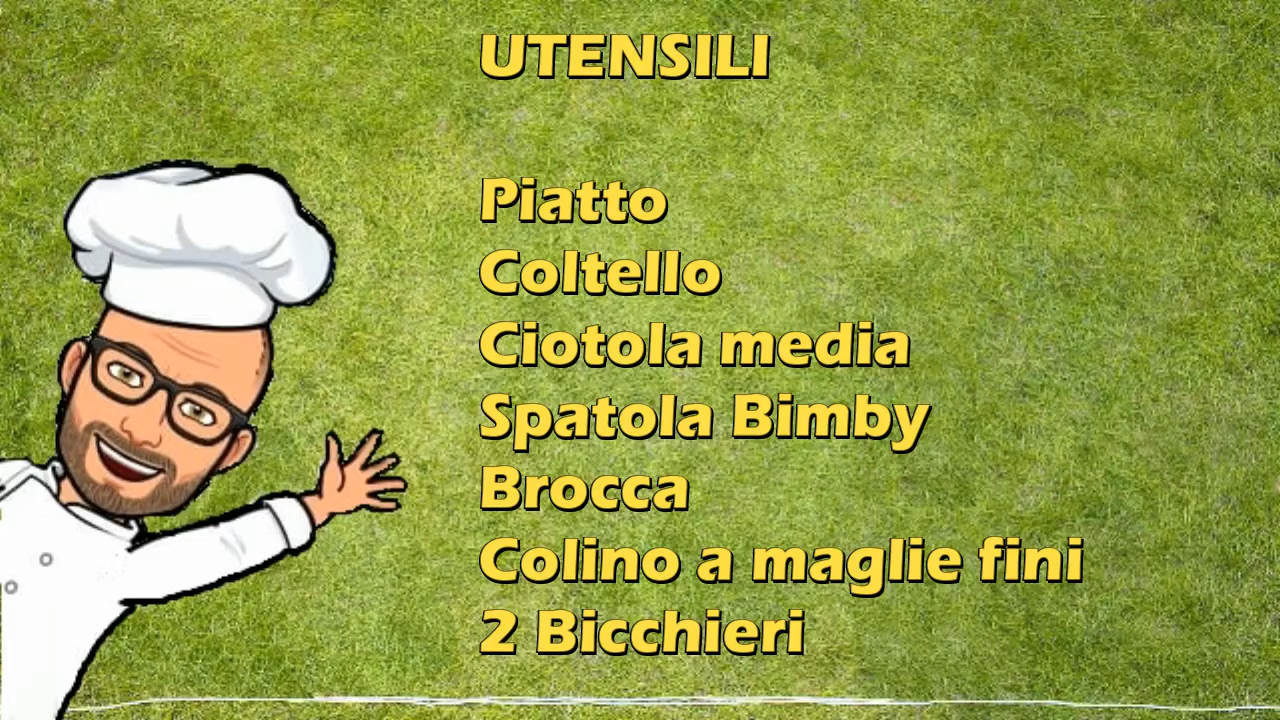 UTENSILI
Piatto
Coltello
Ciotola media
Spatola Bimby
Brocca
Colino a maglie fini
2 Bicchieri